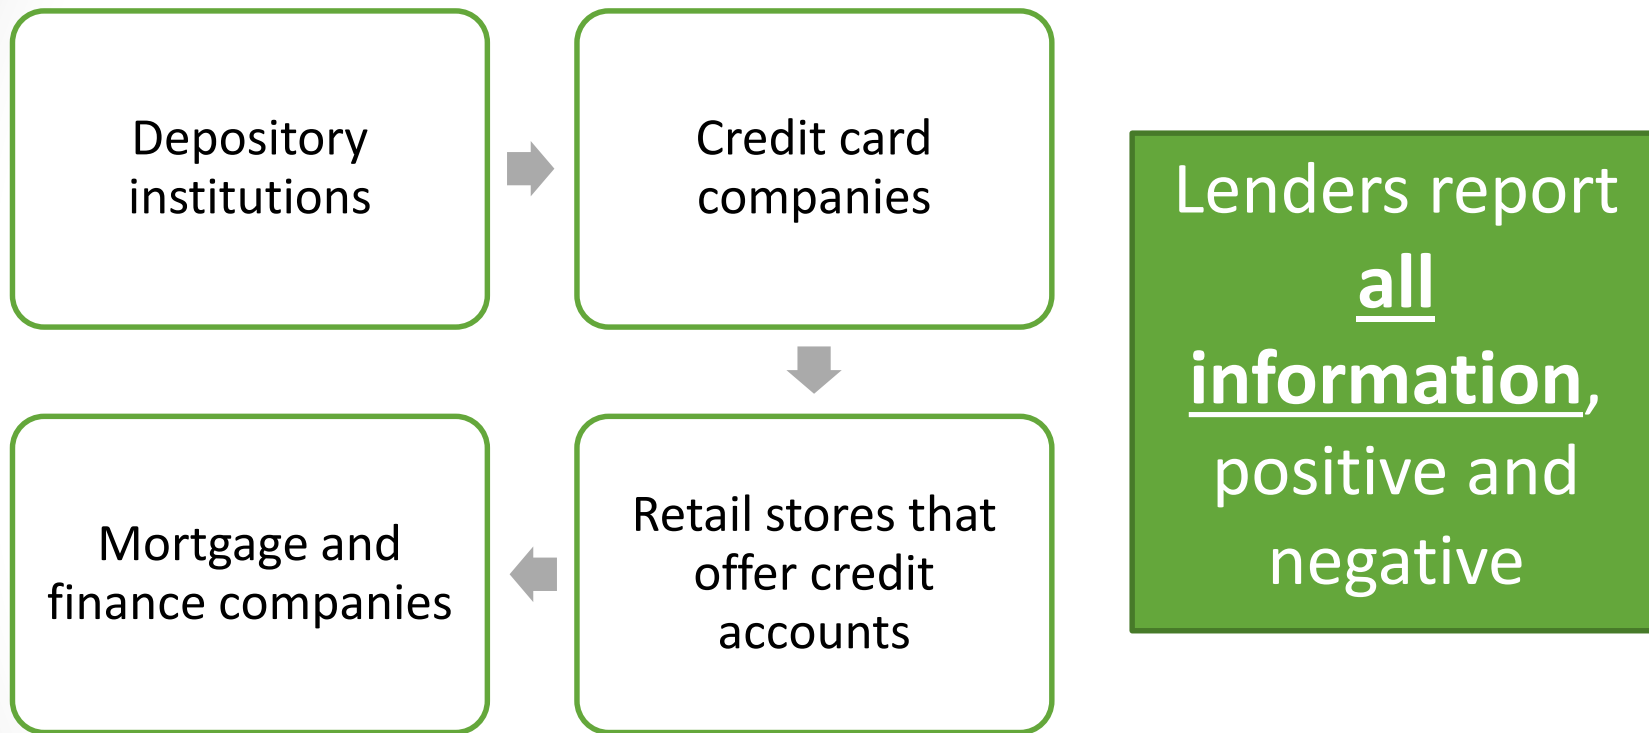 Depository
institutions
Credit card
companies
Retail stores that
offer credit
accounts
Mortgage and
finance companies
Lenders report
all
information,
positive and
negative